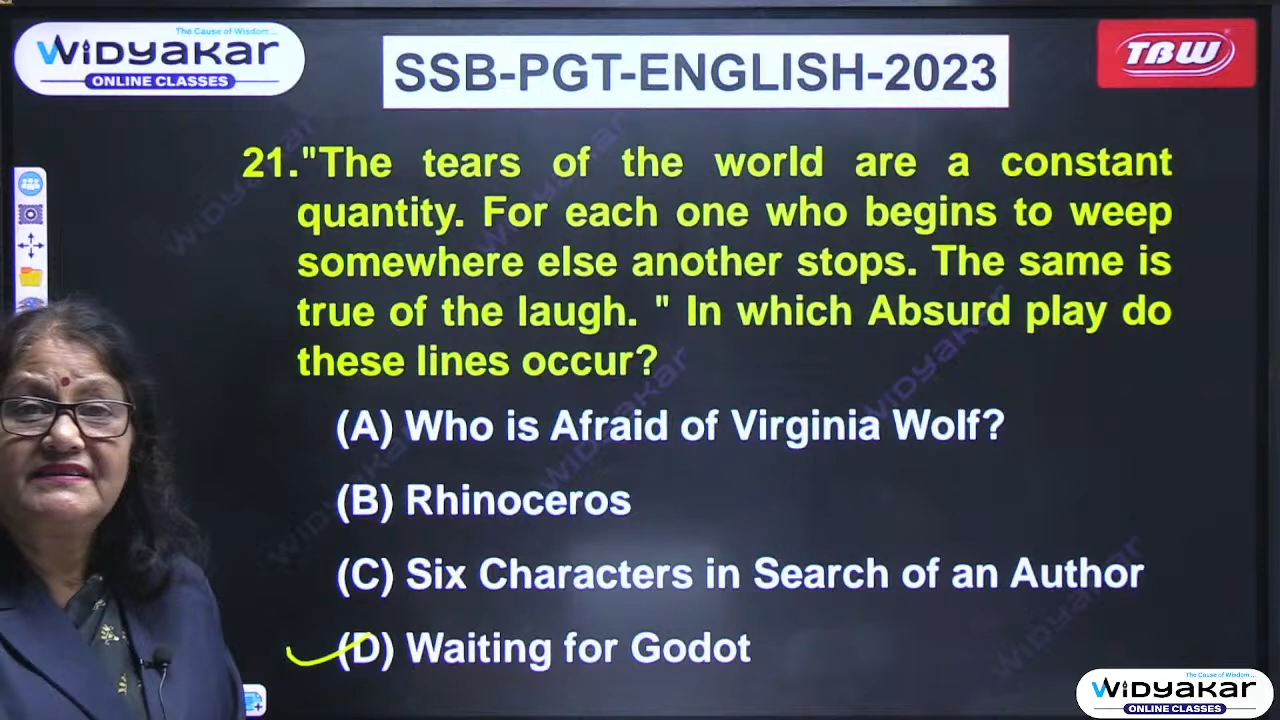 The Cause of Wisdom ...
WIDYAKAR
ONLINE CLASSES
SSB-PGT-ENGLISH-2023
TBW
21."The tears of the world are a constant
quantity. For each one who begins to weep
somewhere else another stops. The same is
true of the laugh. " In which Absurd play do
these lines occur?
(A) Who is Afraid of Virginia Wolf?
(B) Rhinoceros
(C) Six Characters in Search of an Author
(D) Waiting for Godot
The Cause of Wisdom ...
WIDYAKAR
ONLINE CLASSES